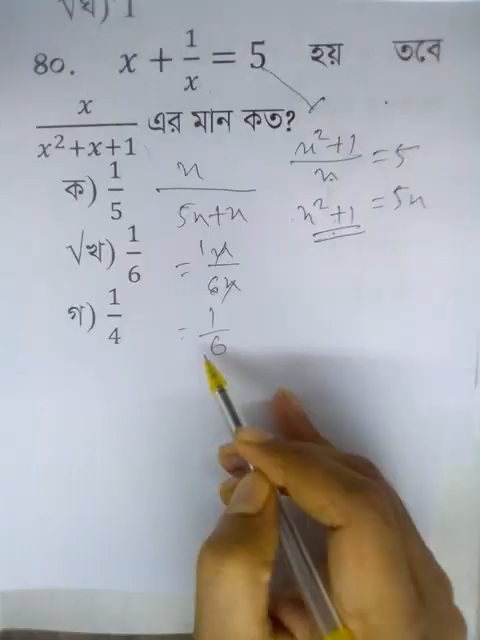 √খ) 1
৪০. x + 1/x = 5 হয় তবে
x/(x²+x+1) এর মান কত?
ক) 1/5
√খ) 1/6
গ) 1/4
x/(5x+x)
= 1x/6x
= 1/6
(x²+1)/x = 5
x²+1 = 5x